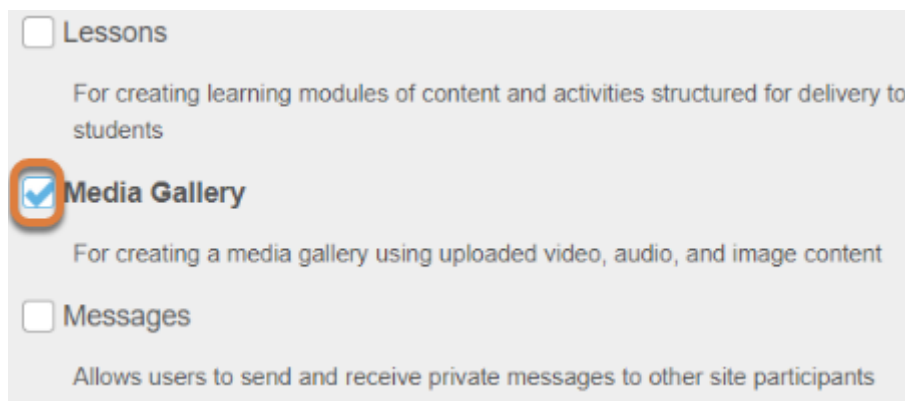 Lessons
For creating learning modules of content and activities structured for delivery to
students
Media Gallery
For creating a media gallery using uploaded video, audio, and image content
Messages
Allows users to send and receive private messages to other site participants